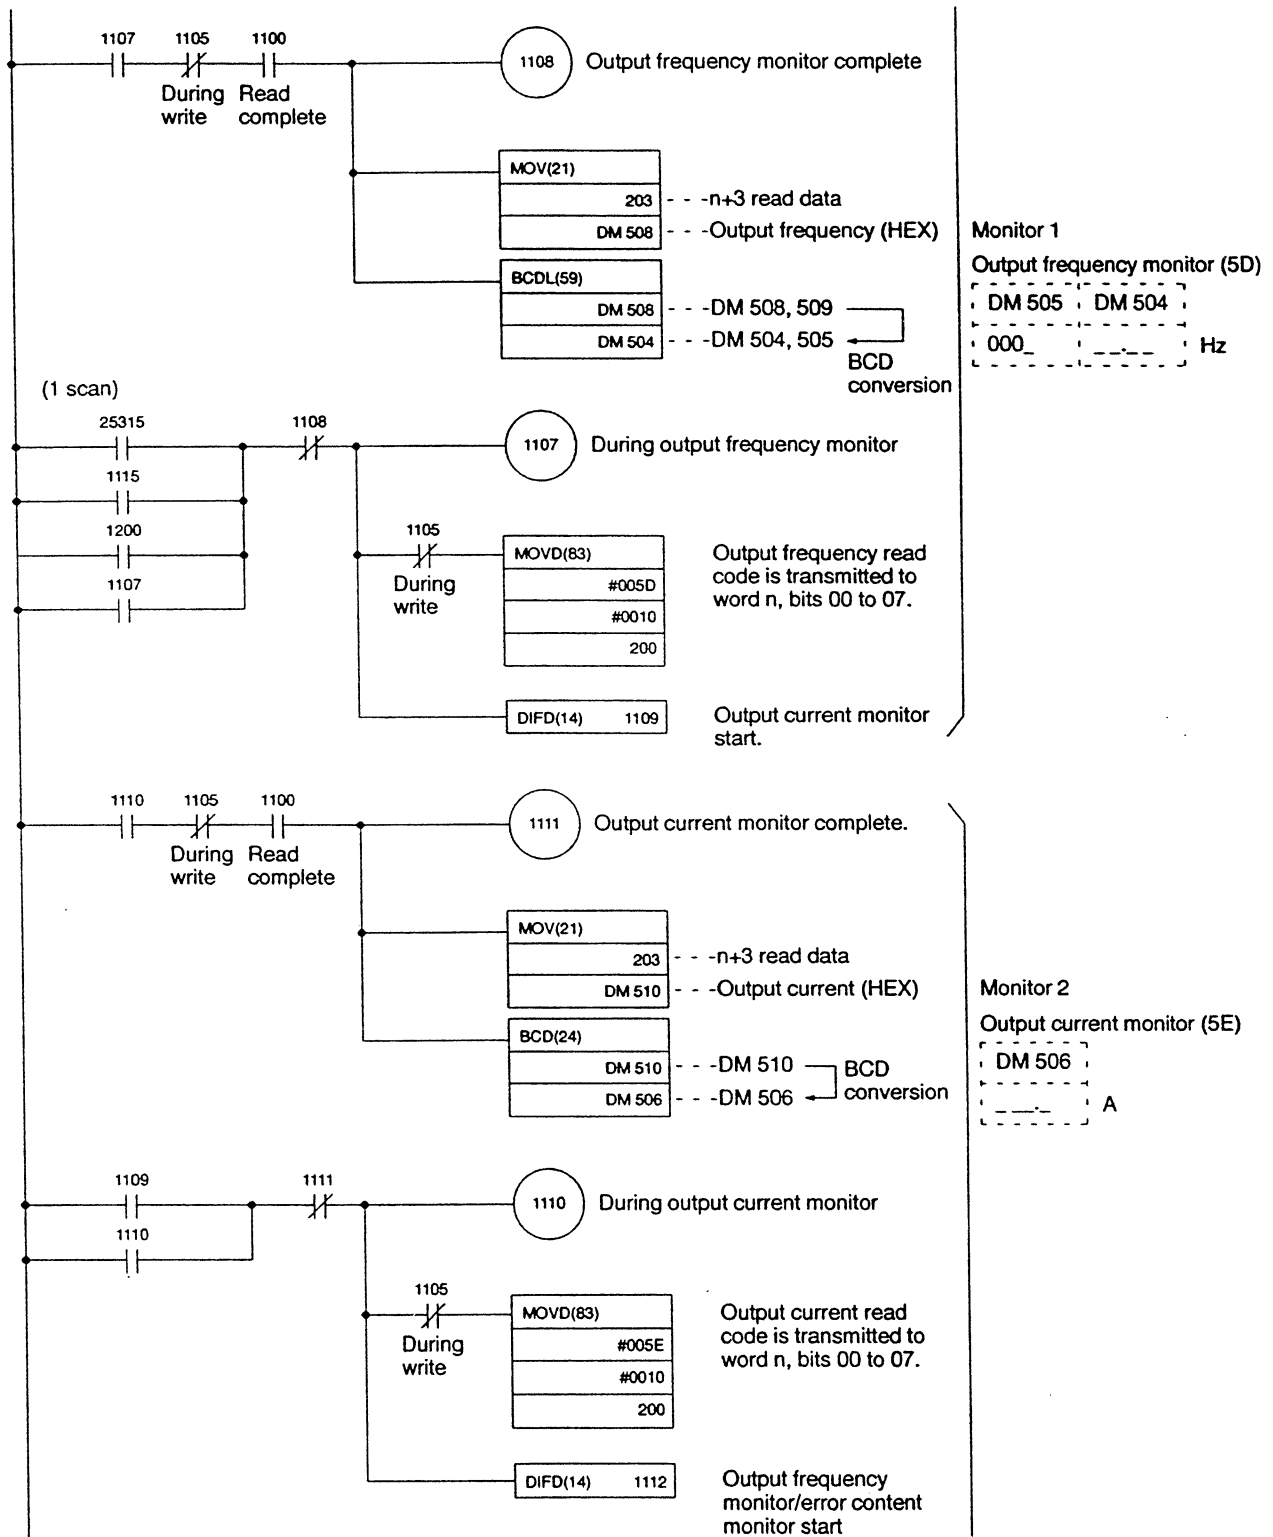 1107 1105 1100
1108 Output frequency monitor complete
During Read
write complete
MOV(21)
203 - - -n+3 read data
DM 508 - - -Output frequency (HEX)
BCDL(59)
DM 508 - - -DM 508, 509
DM 504 - - -DM 504, 505
BCD
conversion
Monitor 1
Output frequency monitor (5D)
DM 505 DM 504
000_ _ _._ _ Hz
(1 scan)
25315 1108
1107 During output frequency monitor
1115
1200
1107
1105
During
write
MOVD(83)
#005D
#0010
200
Output frequency read
code is transmitted to
word n, bits 00 to 07.
DIFD(14) 1109
Output current monitor
start.
1110 1105 1100
1111 Output current monitor complete.
During Read
write complete
MOV(21)
203 - - -n+3 read data
DM 510 - - -Output current (HEX)
BCD(24)
DM 510 - - -DM 510
DM 506 - - -DM 506
BCD
conversion
Monitor 2
Output current monitor (5E)
DM 506
_ _ _._ A
1109 1111
1110 During output current monitor
1110
1105
During
write
MOVD(83)
#005E
#0010
200
Output current read
code is transmitted to
word n, bits 00 to 07.
DIFD(14) 1112
Output frequency
monitor/error content
monitor start